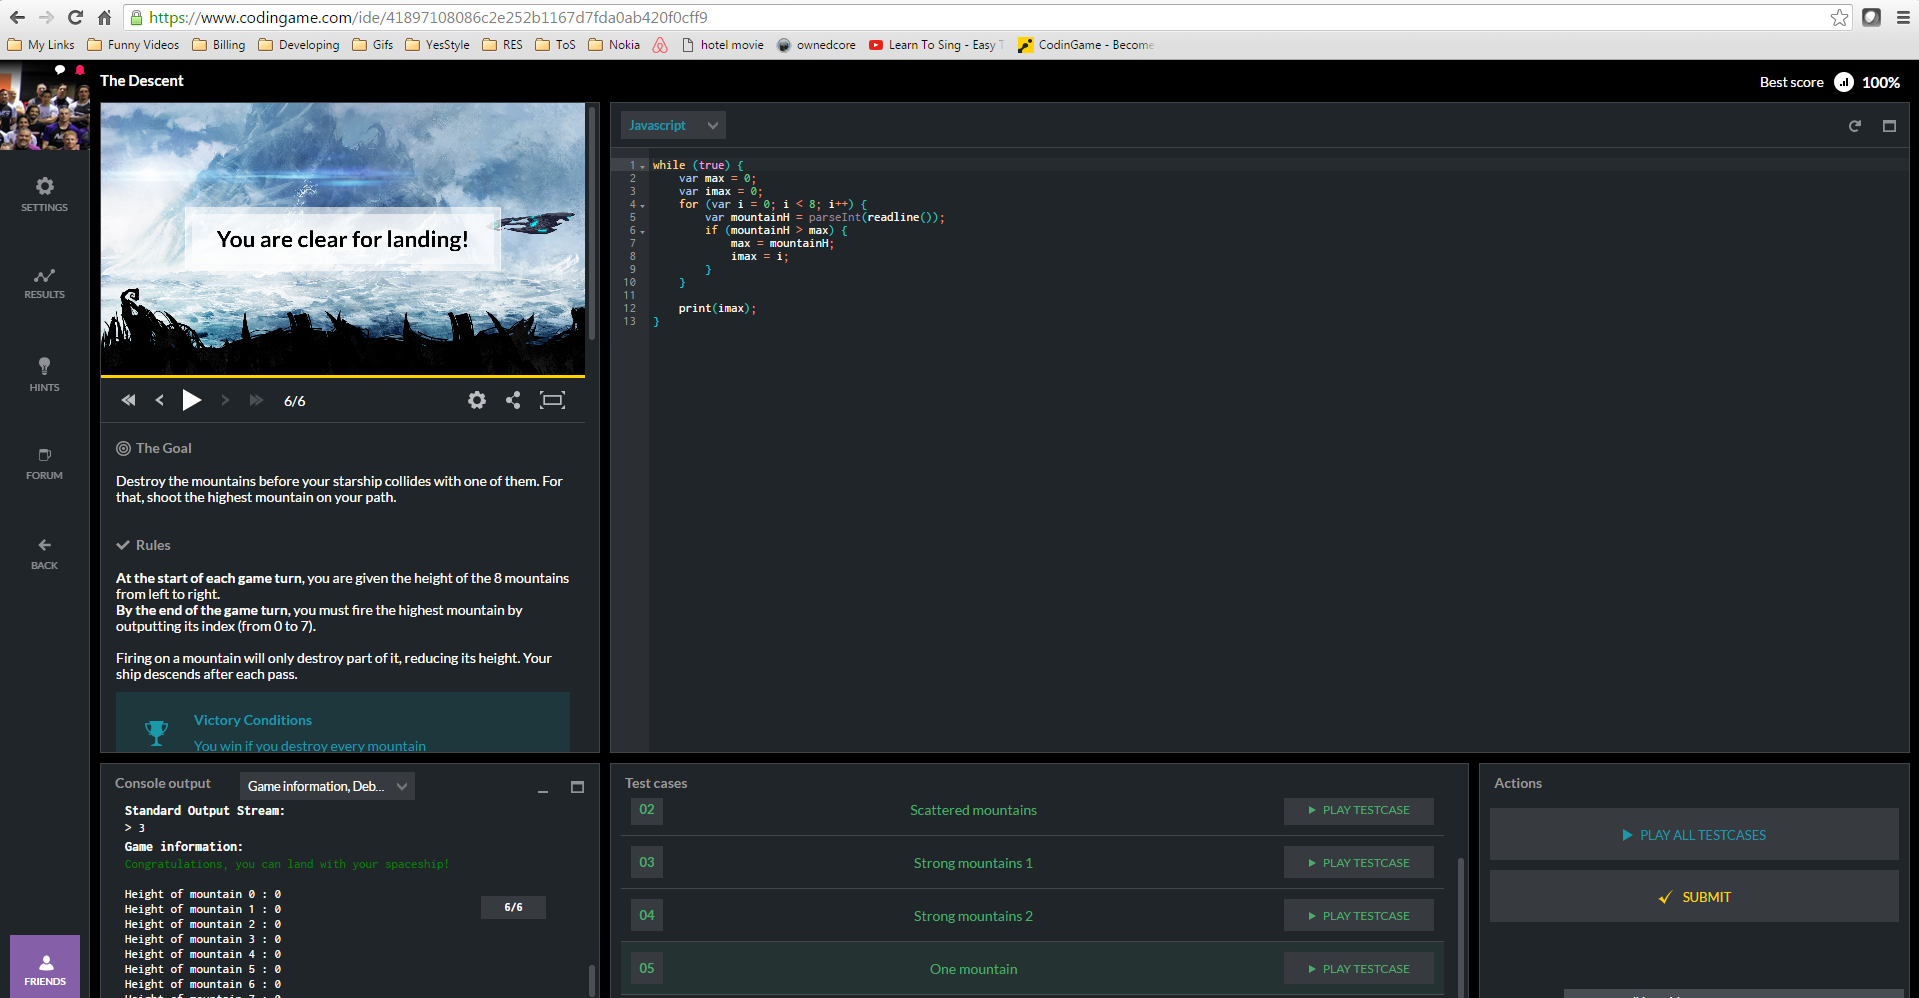 https://www.codingame.com/ide/41897108086c2e252b1167d7fda0ab420f0cff9
My Links Funny Videos Billing Developing Gifs YesStyle RES ToS Nokia hotel movie ownedcore Learn To Sing - Easy CodinGame - Become
The Descent
Best score 100%
You are clear for landing!
6/6
SETTINGS
RESULTS
HINTS
FORUM
BACK
FRIENDS
The Goal
Destroy the mountains before your starship collides with one of them. For
that, shoot the highest mountain on your path.
Rules
At the start of each game turn, you are given the height of the 8 mountains
from left to right.
By the end of the game turn, you must fire the highest mountain by
outputting its index (from 0 to 7).
Firing on a mountain will only destroy part of it, reducing its height. Your
ship descends after each pass.
Victory Conditions
You win if you destroy every mountain
Javascript
1 while (true) {
2 var max = 0;
3 var imax = 0;
4 for (var i = 0; i < 8; i++) {
5 var mountainH = parseInt(readline());
6 if (mountainH > max) {
7 max = mountainH;
8 imax = i;
9 }
10 }
11
12 print(imax);
13 }
Console output Game information, Deb...
Standard Output Stream:
> 3
Game information:
Congratulations, you can land with your spaceship!
Height of mountain 0 : 0
Height of mountain 1 : 0
Height of mountain 2 : 0
Height of mountain 3 : 0
Height of mountain 4 : 0
Height of mountain 5 : 0
Height of mountain 6 : 0
Height of mountain 7 : 0
6/6
Test cases
02 Scattered mountains PLAY TESTCASE
03 Strong mountains 1 PLAY TESTCASE
04 Strong mountains 2 PLAY TESTCASE
05 One mountain PLAY TESTCASE
Actions
PLAY ALL TESTCASES
SUBMIT